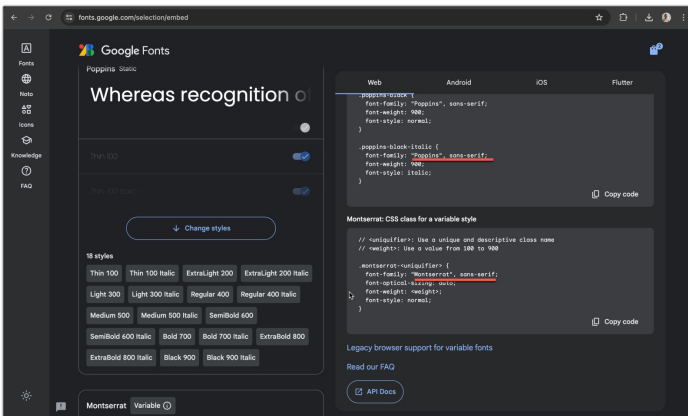 fonts.google.com/selection/embed
Google Fonts
2
Fonts
Noto
Icons
Knowledge
FAQ
Poppins Static
Whereas recognition o
Thin 100
Thin 100 Italic
Change styles
18 styles
Thin 100
Thin 100 Italic
ExtraLight 200
ExtraLight 200 Italic
Light 300
Light 300 Italic
Regular 400
Regular 400 Italic
Medium 500
Medium 500 Italic
SemiBold 600
SemiBold 600 Italic
Bold 700
Bold 700 Italic
ExtraBold 800
ExtraBold 800 Italic
Black 900
Black 900 Italic
Montserrat Variable
Web
Android
iOS
Flutter
.poppins-black {
font-family: "Poppins", sans-serif;
font-weight: 900;
font-style: normal;
}
.poppins-black-italic {
font-family: "Poppins", sans-serif;
font-weight: 900;
font-style: italic;
}
Copy code
Montserrat: CSS class for a variable style
// <uniquifier>: Use a unique and descriptive class name
// <weight>: Use a value from 100 to 900
.montserrat-<uniquifier> {
font-family: "Montserrat", sans-serif;
font-optical-sizing: auto;
font-weight: <weight>;
font-style: normal;
}
Copy code
Legacy browser support for variable fonts
Read our FAQ
API Docs